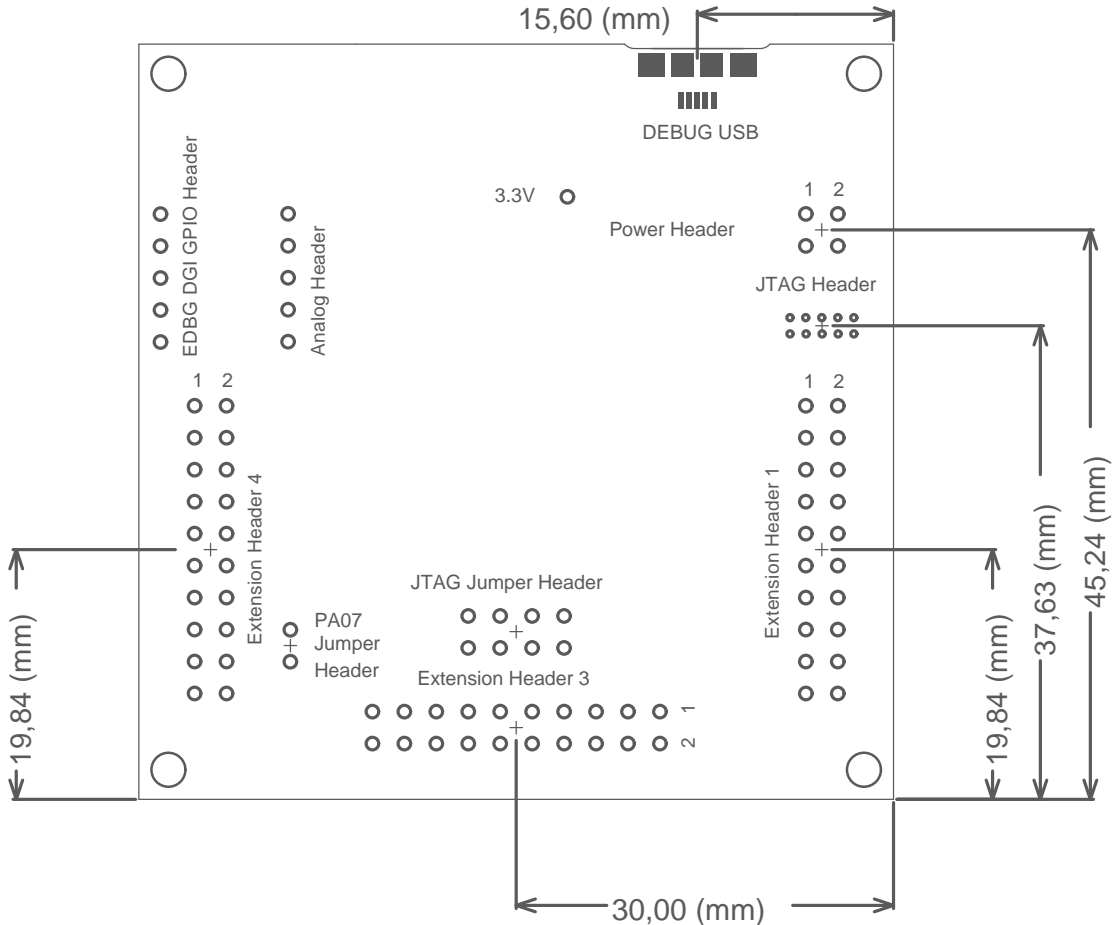 15,60 (mm)
DEBUG USB
EDBG DGI GPIO Header
Analog Header
3.3V
1 2
Power Header
JTAG Header
1 2
1 2
Extension Header 4
Extension Header 1
JTAG Jumper Header
PA07
Jumper
Header
Extension Header 3
1
2
19,84 (mm)
19,84 (mm)
37,63 (mm)
45,24 (mm)
30,00 (mm)